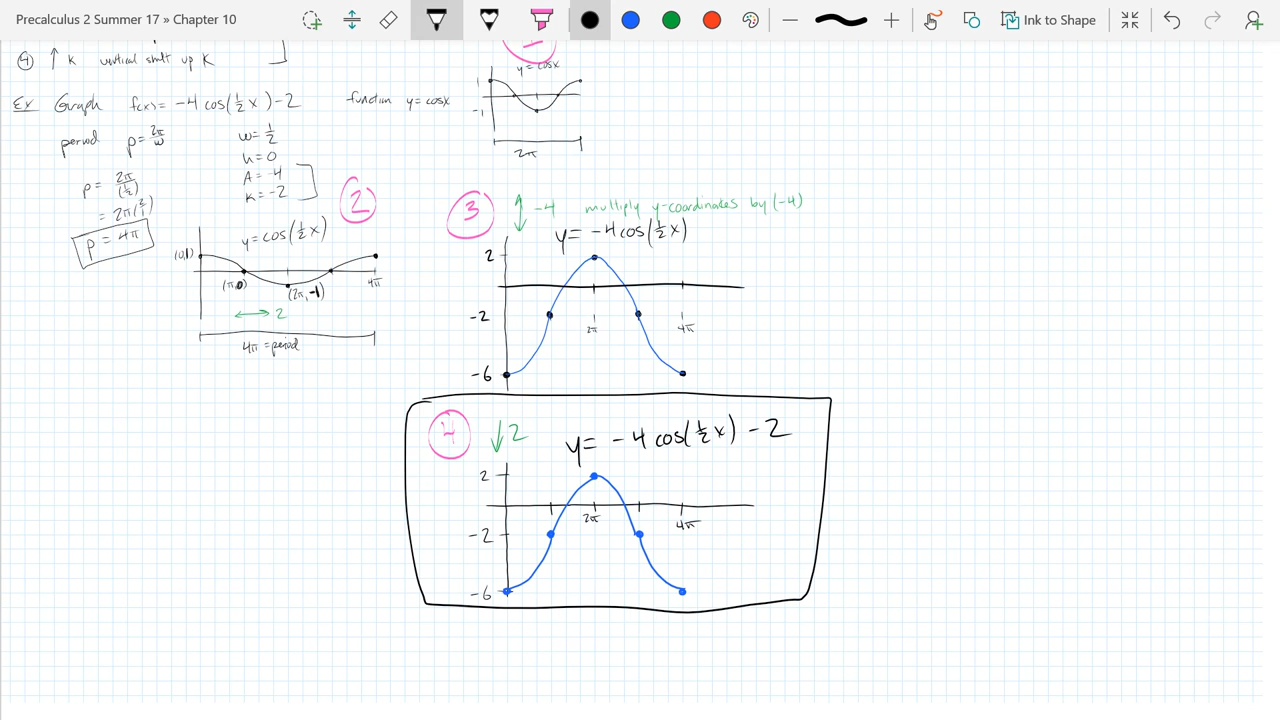 Precalculus 2 Summer 17 » Chapter 10
Ink to Shape
④ ↑ K vertical shift up K
y=cosx
1
-1
2π
Ex Graph f(x)= -4 cos(½x) -2 function y=cosx
period p=2π/w
w=½
h=0
A=-4
K=-2
p= 2π/(½)
= 2π(2/1)
p= 4π
②
y=cos(½x)
(0,1)
(π,0)
(2π,-1)
4π
↔ 2
4π=period
③ ↕ -4 multiply y-coordinates by (-4)
y= -4cos(½x)
2
-2
-6
2π
4π
④ ↓2 y= -4 cos(½x) -2
2
-2
-6
2π
4π